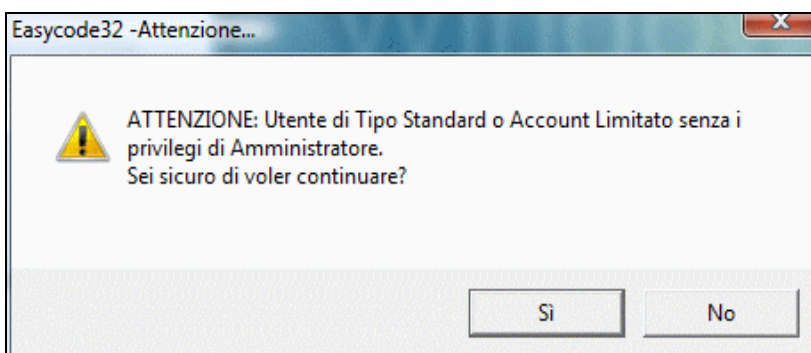 Easycode32 -Attenzione...
ATTENZIONE: Utente di Tipo Standard o Account Limitato senza i
privilegi di Amministratore.
Sei sicuro di voler continuare?
Sì
No